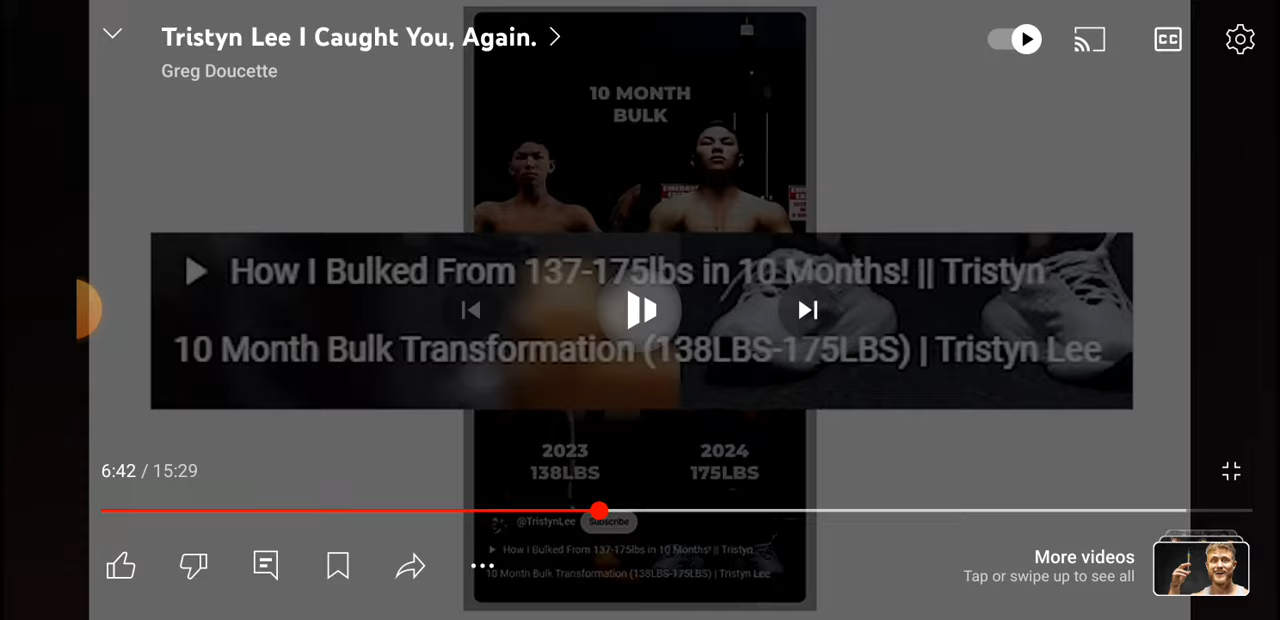 Tristyn Lee I Caught You, Again.
Greg Doucette
CC
10 MONTH
BULK
How I Bulked From 137-175lbs in 10 Months! || Tristyn
10 Month Bulk Transformation (138LBS-175LBS) | Tristyn Lee
2023
138LBS
2024
175LBS
6:42 / 15:29
@TristynLee Subscribe
How I Bulked From 137-175lbs in 10 Months! || Tristyn
10 Month Bulk Transformation (138LBS-175LBS) | Tristyn Lee
More videos
Tap or swipe up to see all